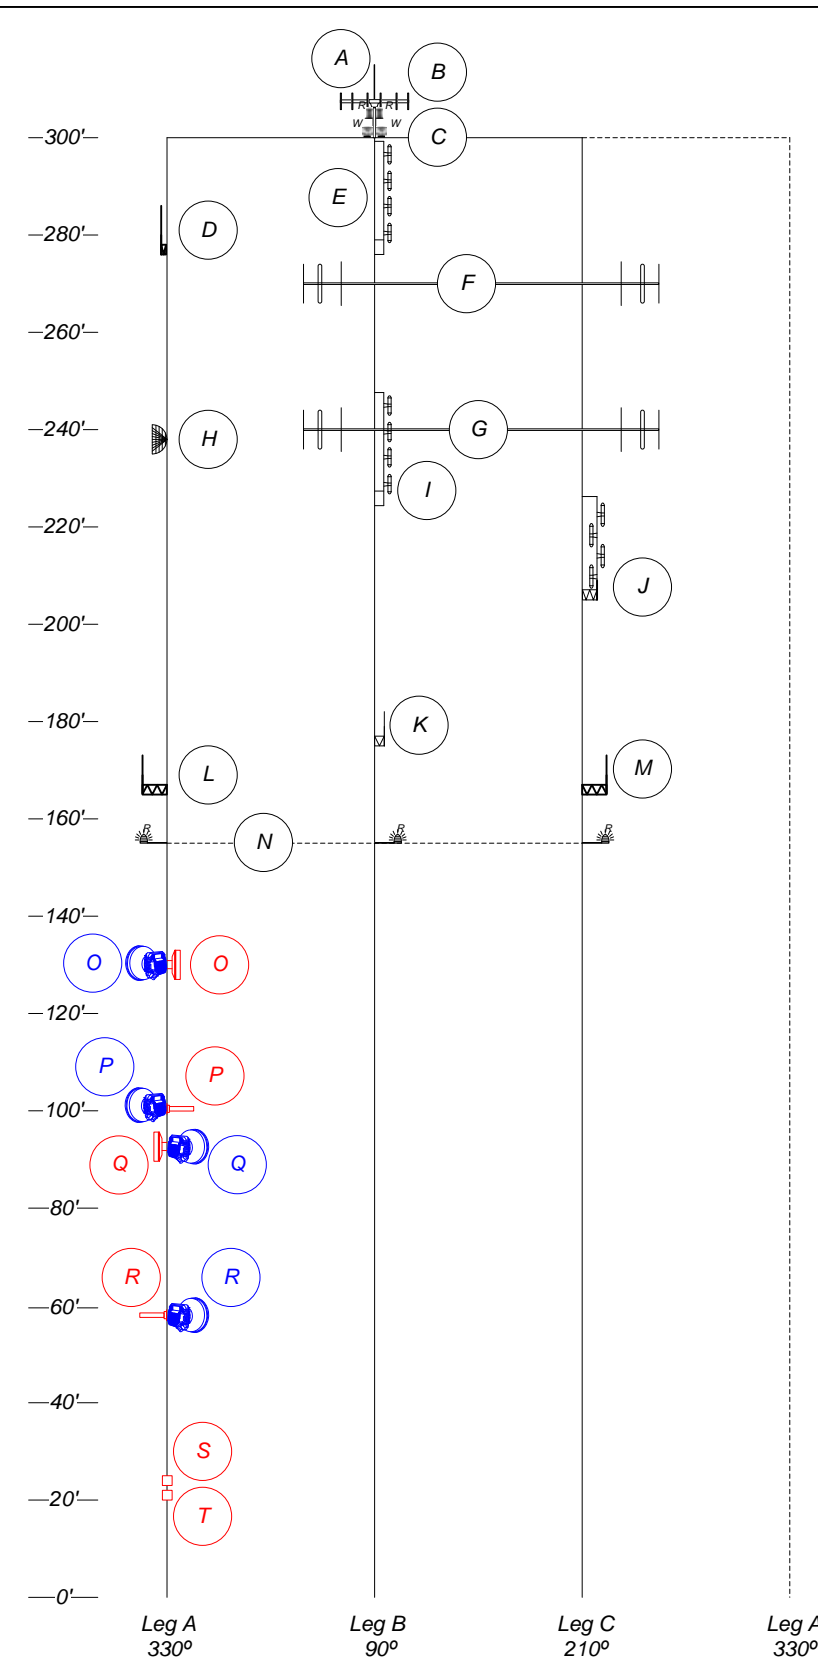 A
B
R R
W W
C
300'
E
D
280'
F
260'
G
H
240'
I
220'
J
200'
K
180'
L
M
160'
R R R
N
140'
O O
120'
P P
100'
Q Q
80'
R R
60'
40'
S
20'
T
0'
Leg A Leg B Leg C Leg A
330º 90º 210º 330º